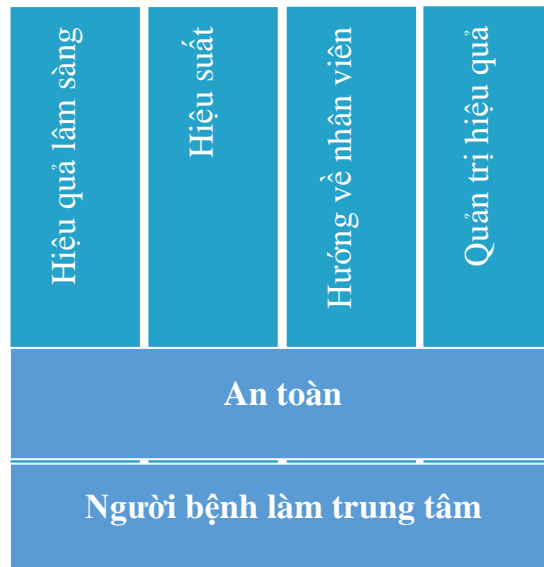 Hiệu quả lâm sàng
Hiệu suất
Hướng về nhân viên
Quản trị hiệu quả
An toàn
Người bệnh làm trung tâm